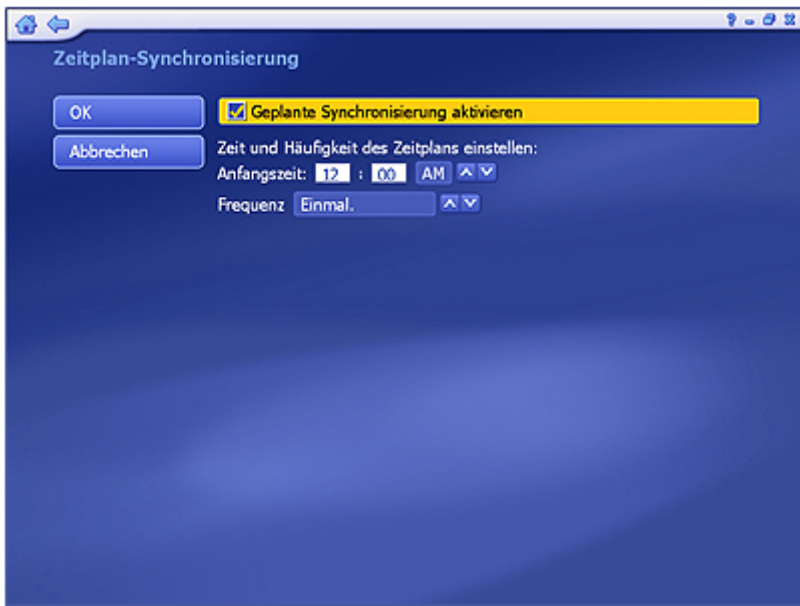 Zeitplan-Synchronisierung
OK
Geplante Synchronisierung aktivieren
Abbrechen
Zeit und Häufigkeit des Zeitplans einstellen:
Anfangszeit: 12 : 00 AM
Frequenz Einmal.